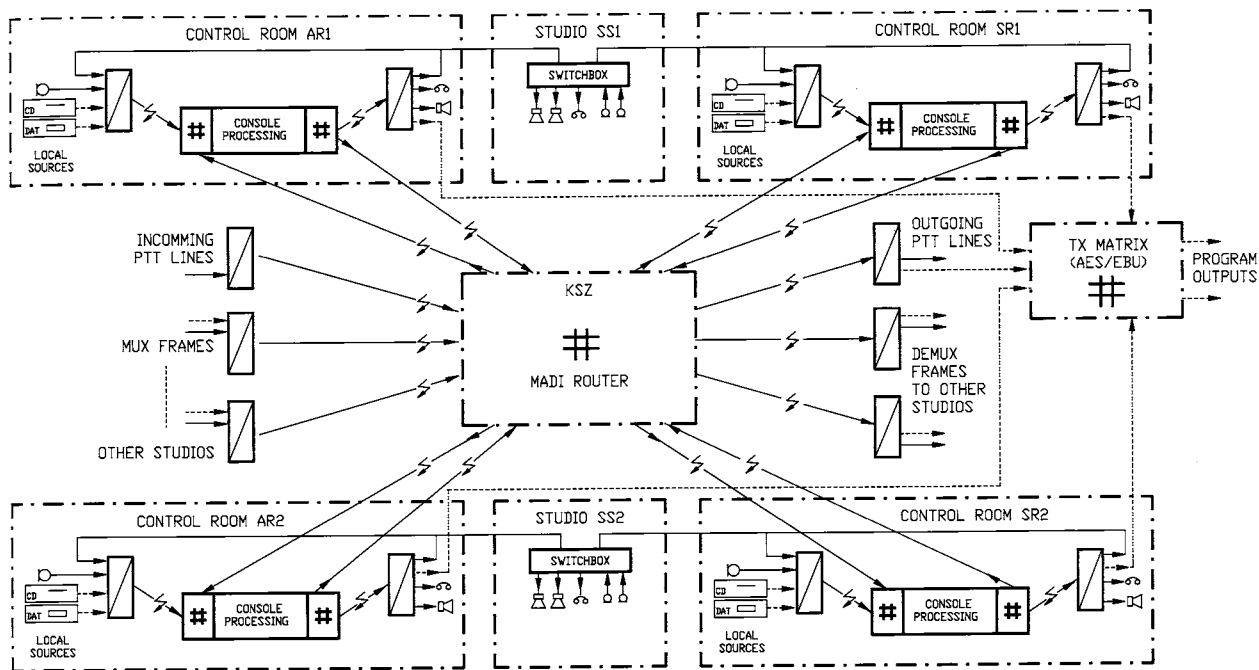 CONTROL ROOM AR1
STUDIO SS1
CONTROL ROOM SR1
SWITCHBOX
CD
DAT
LOCAL
SOURCES
CONSOLE
PROCESSING
CD
DAT
LOCAL
SOURCES
CONSOLE
PROCESSING
INCOMMING
PTT LINES
OUTGOING
PTT LINES
TX MATRIX
(AES/EBU)
PROGRAM
OUTPUTS
KSZ
MADI ROUTER
MUX FRAMES
DEMUX
FRAMES
TO OTHER
STUDIOS
OTHER STUDIOS
CONTROL ROOM AR2
STUDIO SS2
CONTROL ROOM SR2
SWITCHBOX
CD
DAT
LOCAL
SOURCES
CONSOLE
PROCESSING
CD
DAT
LOCAL
SOURCES
CONSOLE
PROCESSING